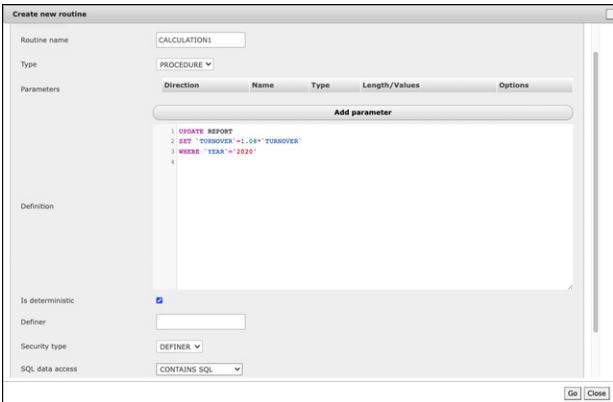 Create new routine
Routine name CALCULATION1
Type PROCEDURE
Parameters Direction Name Type Length/Values Options
Add parameter
1 UPDATE REPORT
2 SET `TURNOVER`=1.08*`TURNOVER`
3 WHERE `YEAR`='2020'
4
Definition
Is deterministic
Definer
Security type DEFINER
SQL data access CONTAINS SQL
Go Close